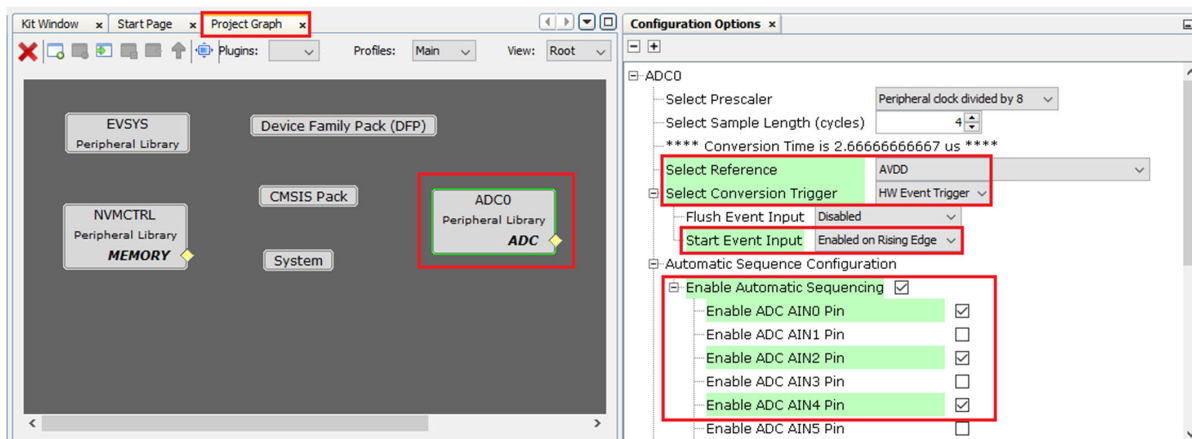 Kit Window × Start Page × Project Graph ×
Plugins: Profiles: Main View: Root
EVSYS
Peripheral Library
Device Family Pack (DFP)
CMSIS Pack
NVMCTRL
Peripheral Library
MEMORY
System
ADC0
Peripheral Library
ADC
Configuration Options ×
ADC0
Select Prescaler Peripheral clock divided by 8
Select Sample Length (cycles) 4
**** Conversion Time is 2.66666666667 us ****
Select Reference AVDD
Select Conversion Trigger HW Event Trigger
Flush Event Input Disabled
Start Event Input Enabled on Rising Edge
Automatic Sequence Configuration
Enable Automatic Sequencing
Enable ADC AIN0 Pin
Enable ADC AIN1 Pin
Enable ADC AIN2 Pin
Enable ADC AIN3 Pin
Enable ADC AIN4 Pin
Enable ADC AIN5 Pin